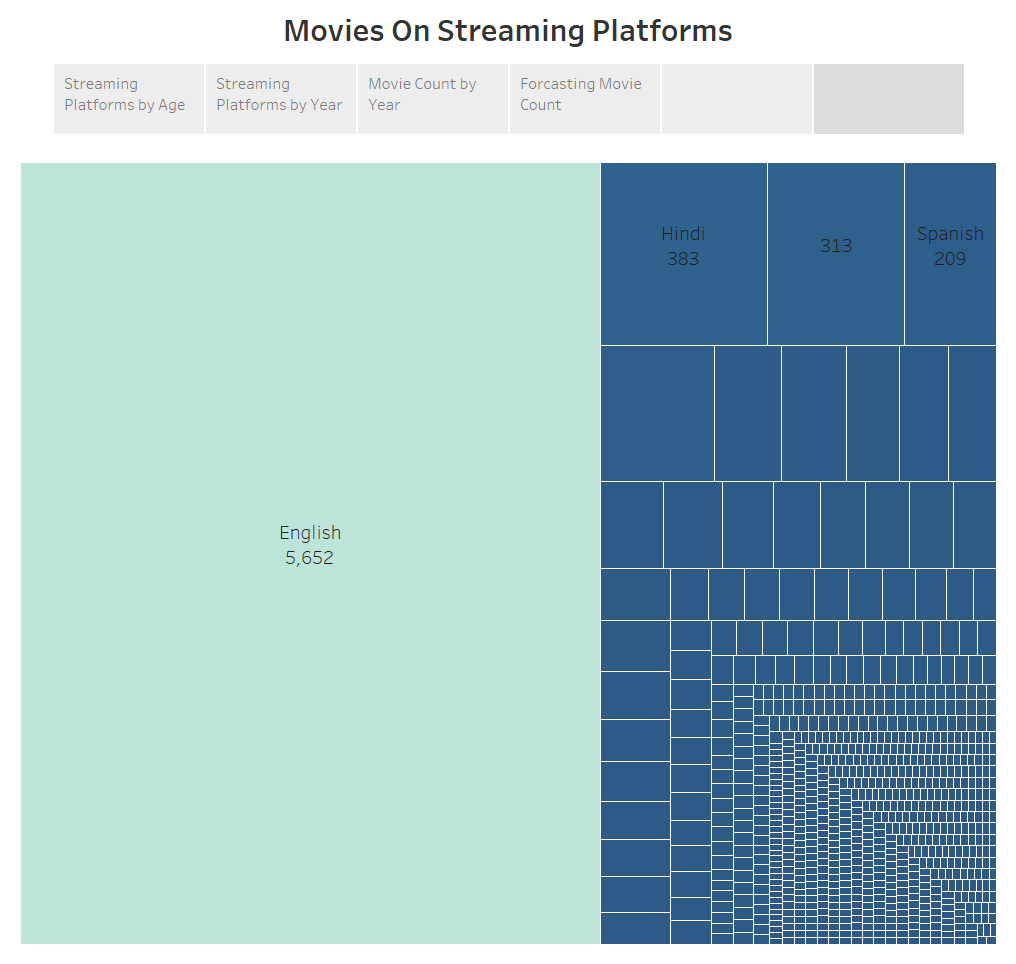 Movies On Streaming Platforms
Streaming
Platforms by Age
Streaming
Platforms by Year
Movie Count by
Year
Forcasting Movie
Count
Hindi
383
313
Spanish
209
English
5,652